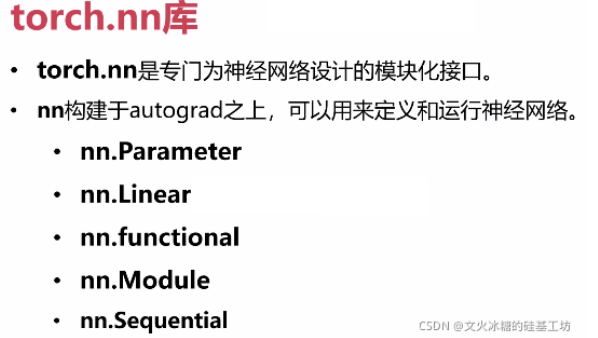 torch.nn库
• torch.nn是专门为神经网络设计的模块化接口。
• nn构建于autograd之上，可以用来定义和运行神经网络。
• nn.Parameter
• nn.Linear
• nn.functional
• nn.Module
• nn.Sequential
CSDN @文火冰糖的硅基工坊